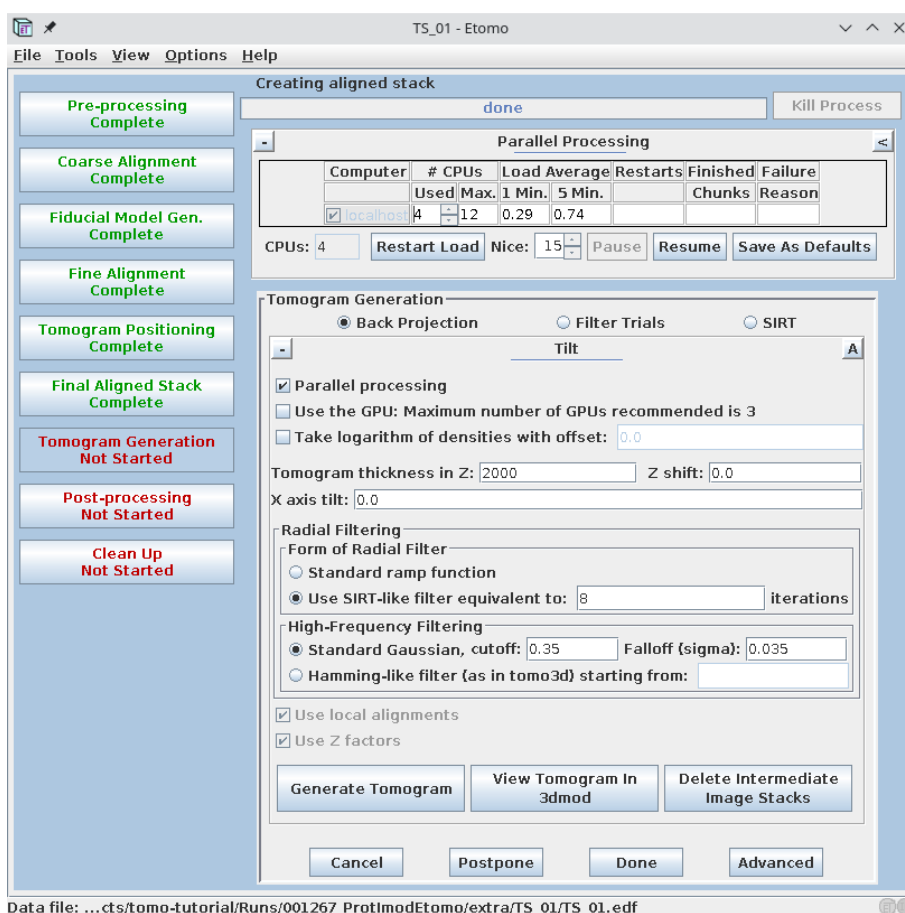 TS_01 - Etomo
File Tools View Options Help
Creating aligned stack
done
Kill Process
Pre-processing
Complete
Coarse Alignment
Complete
Fiducial Model Gen.
Complete
Fine Alignment
Complete
Tomogram Positioning
Complete
Final Aligned Stack
Complete
Tomogram Generation
Not Started
Post-processing
Not Started
Clean Up
Not Started
- Parallel Processing <
Computer # CPUs Load Average Restarts Finished Failure
Used Max. 1 Min. 5 Min. Chunks Reason
localhost 4 12 0.29 0.74
CPUs: 4 Restart Load Nice: 15 Pause Resume Save As Defaults
Tomogram Generation
Back Projection Filter Trials SIRT
- Tilt A
Parallel processing
Use the GPU: Maximum number of GPUs recommended is 3
Take logarithm of densities with offset: 0.0
Tomogram thickness in Z: 2000 Z shift: 0.0
X axis tilt: 0.0
Radial Filtering
Form of Radial Filter
Standard ramp function
Use SIRT-like filter equivalent to: 8 iterations
High-Frequency Filtering
Standard Gaussian, cutoff: 0.35 Falloff (sigma): 0.035
Hamming-like filter (as in tomo3d) starting from:
Use local alignments
Use Z factors
Generate Tomogram
View Tomogram In
3dmod
Delete Intermediate
Image Stacks
Cancel Postpone Done Advanced
Data file: ...cts/tomo-tutorial/Runs/001267_ProtImodEtomo/extra/TS_01/TS_01.edf